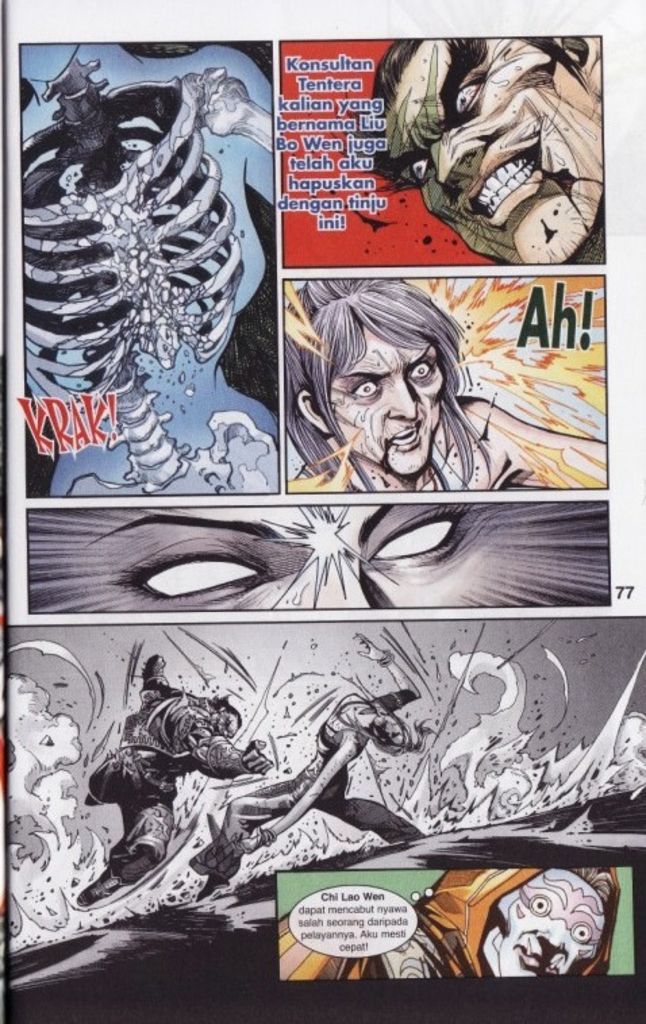 Konsultan
Tentera
kalian yang
bernama Liu
Bo Wen juga
telah aku
hapuskan
dengan tinju
ini!
KRAK!
Ah!
77
Chi Lao Wen
dapat mencabut nyawa
salah seorang daripada
pelayannya. Aku mesti
cepat!